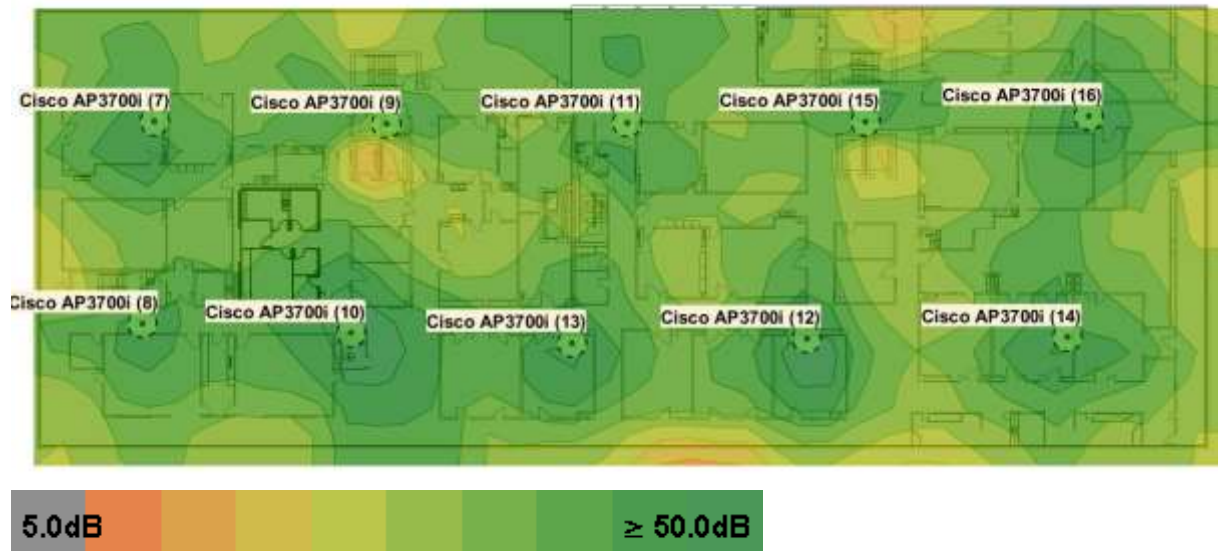 Cisco AP3700i (7)
Cisco AP3700i (9)
Cisco AP3700i (11)
Cisco AP3700i (15)
Cisco AP3700i (16)
Cisco AP3700i (8)
Cisco AP3700i (10)
Cisco AP3700i (13)
Cisco AP3700i (12)
Cisco AP3700i (14)
5.0dB
≥ 50.0dB